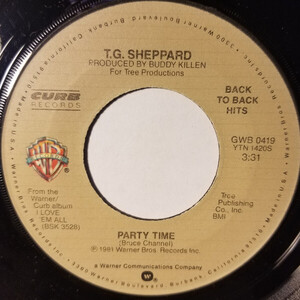 T.G. SHEPPARD
PRODUCED BY BUDDY KILLEN
For Tree Productions
CURB
RECORDS
BACK
TO BACK
HITS
GWB 0419
YTN 1420S
3:31
From the
Warner/
Curb album
I LOVE
'EM ALL
(BSK 3528)
Tree
Publishing
Co., Inc.
BMI
PARTY TIME
(Bruce Channel)
℗ 1981 Warner Bros. Records Inc.
a Warner Communications Company